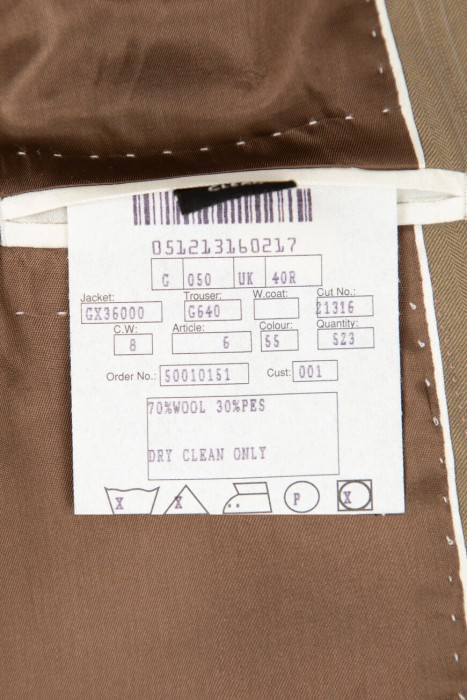 051213160217
G 050 UK 40R
Jacket: Trouser: W.coat: Cut No.:
GX36000 G640 21316
C.W: Article: Colour: Quantity:
8 6 55 523
Order No.: 50010151 Cust: 001
70%WOOL 30%PES
DRY CLEAN ONLY
X X P X